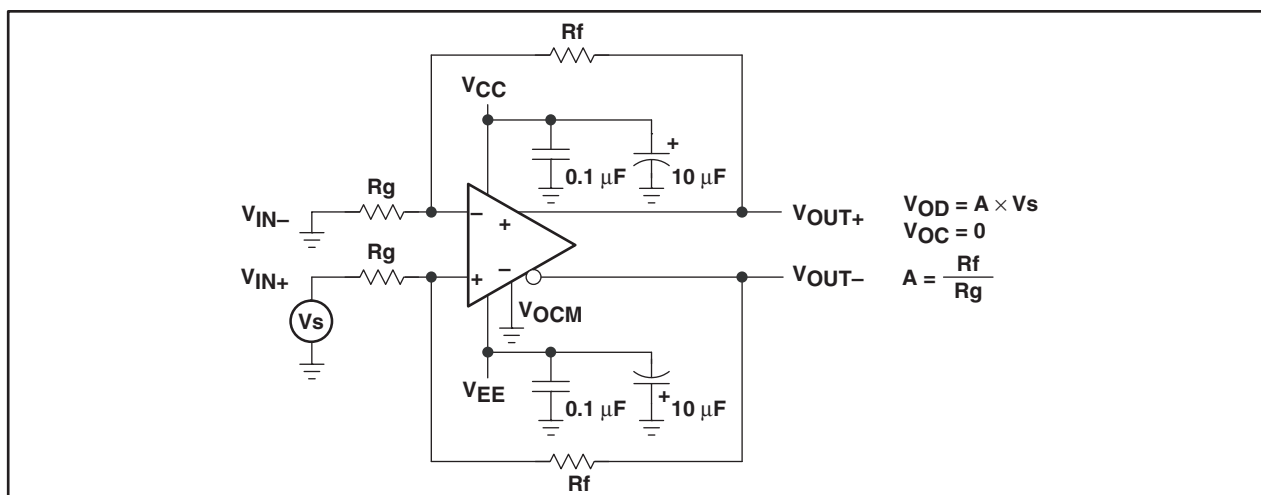 Rf
VCC
+
0.1 μF
10 μF
Rg
VIN–
–
+
VOUT+
VOD = A × Vs
VOC = 0
Rg
VIN+
+
–
VOUT–
A = Rf
Rg
Vs
VOCM
VEE
0.1 μF
+
10 μF
Rf